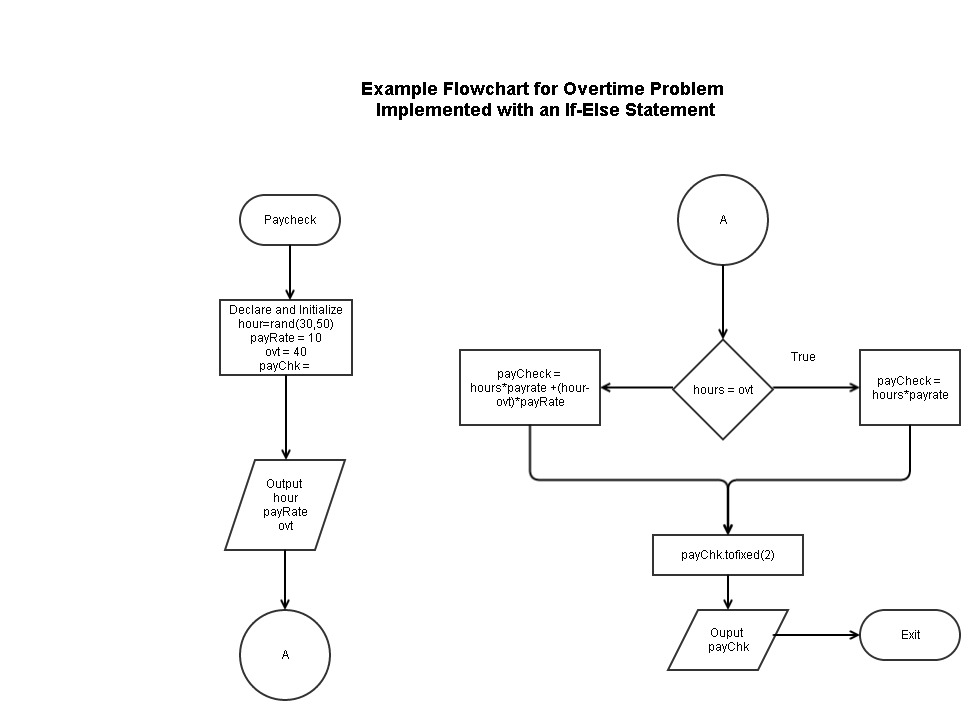 Example Flowchart for Overtime Problem
Implemented with an If-Else Statement
Paycheck
Declare and Initialize
hour=rand(30,50)
payRate = 10
ovt = 40
payChk =
Output
hour
payRate
ovt
A
A
hours = ovt
True
payCheck =
hours*payrate
payCheck =
hours*payrate +(hour-
ovt)*payRate
payChk.tofixed(2)
Ouput
payChk
Exit